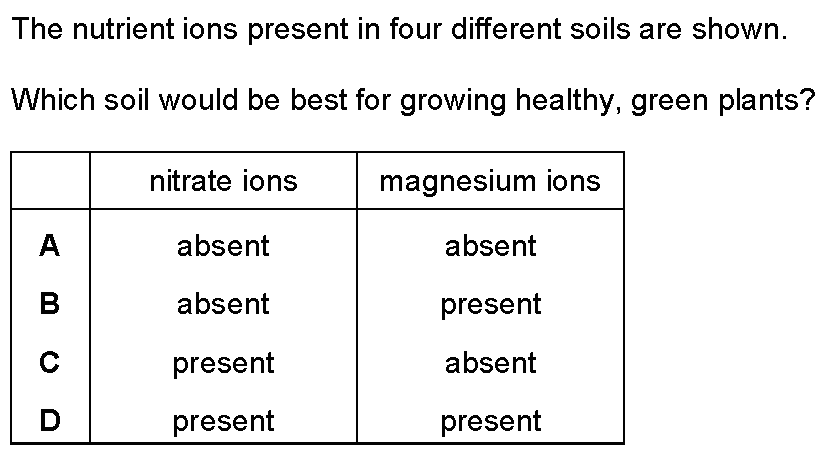 The nutrient ions present in four different soils are shown.
Which soil would be best for growing healthy, green plants?
nitrate ions magnesium ions
A absent absent
B absent present
C present absent
D present present